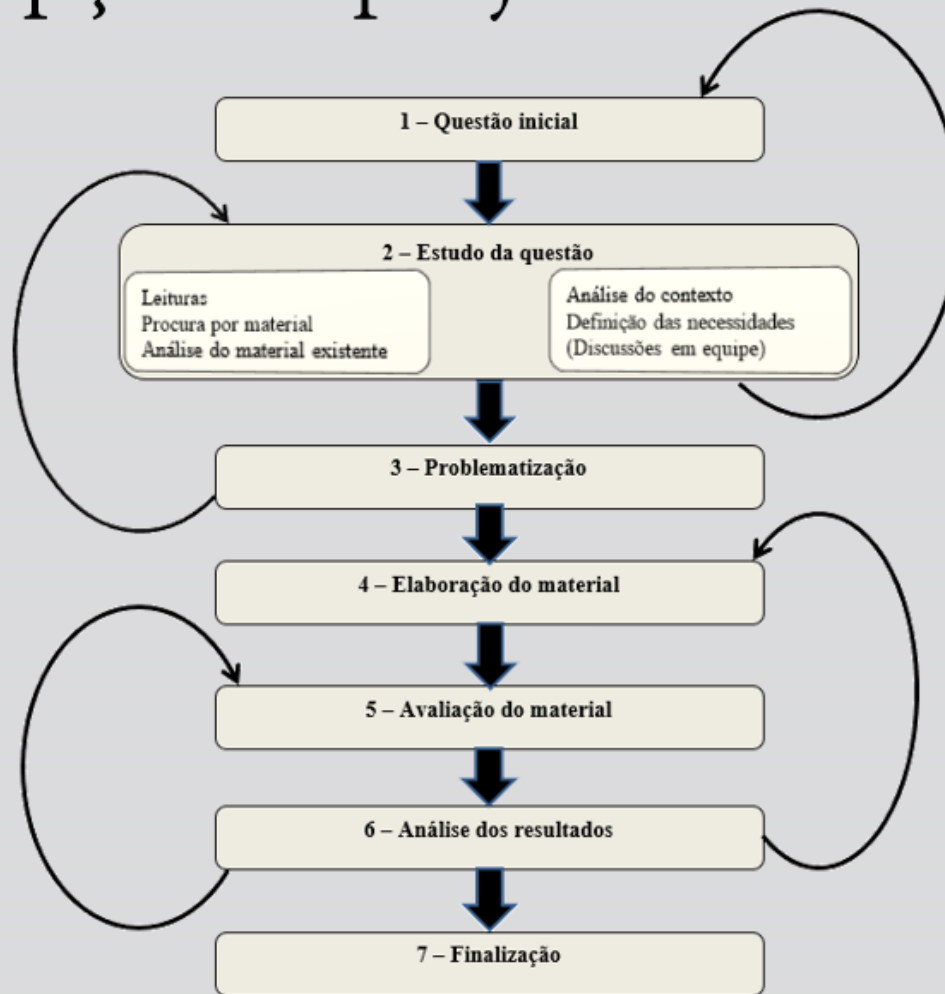 1 – Questão inicial
2 – Estudo da questão
Leituras
Procura por material
Análise do material existente
Análise do contexto
Definição das necessidades
(Discussões em equipe)
3 – Problematização
4 – Elaboração do material
5 – Avaliação do material
6 – Análise dos resultados
7 – Finalização